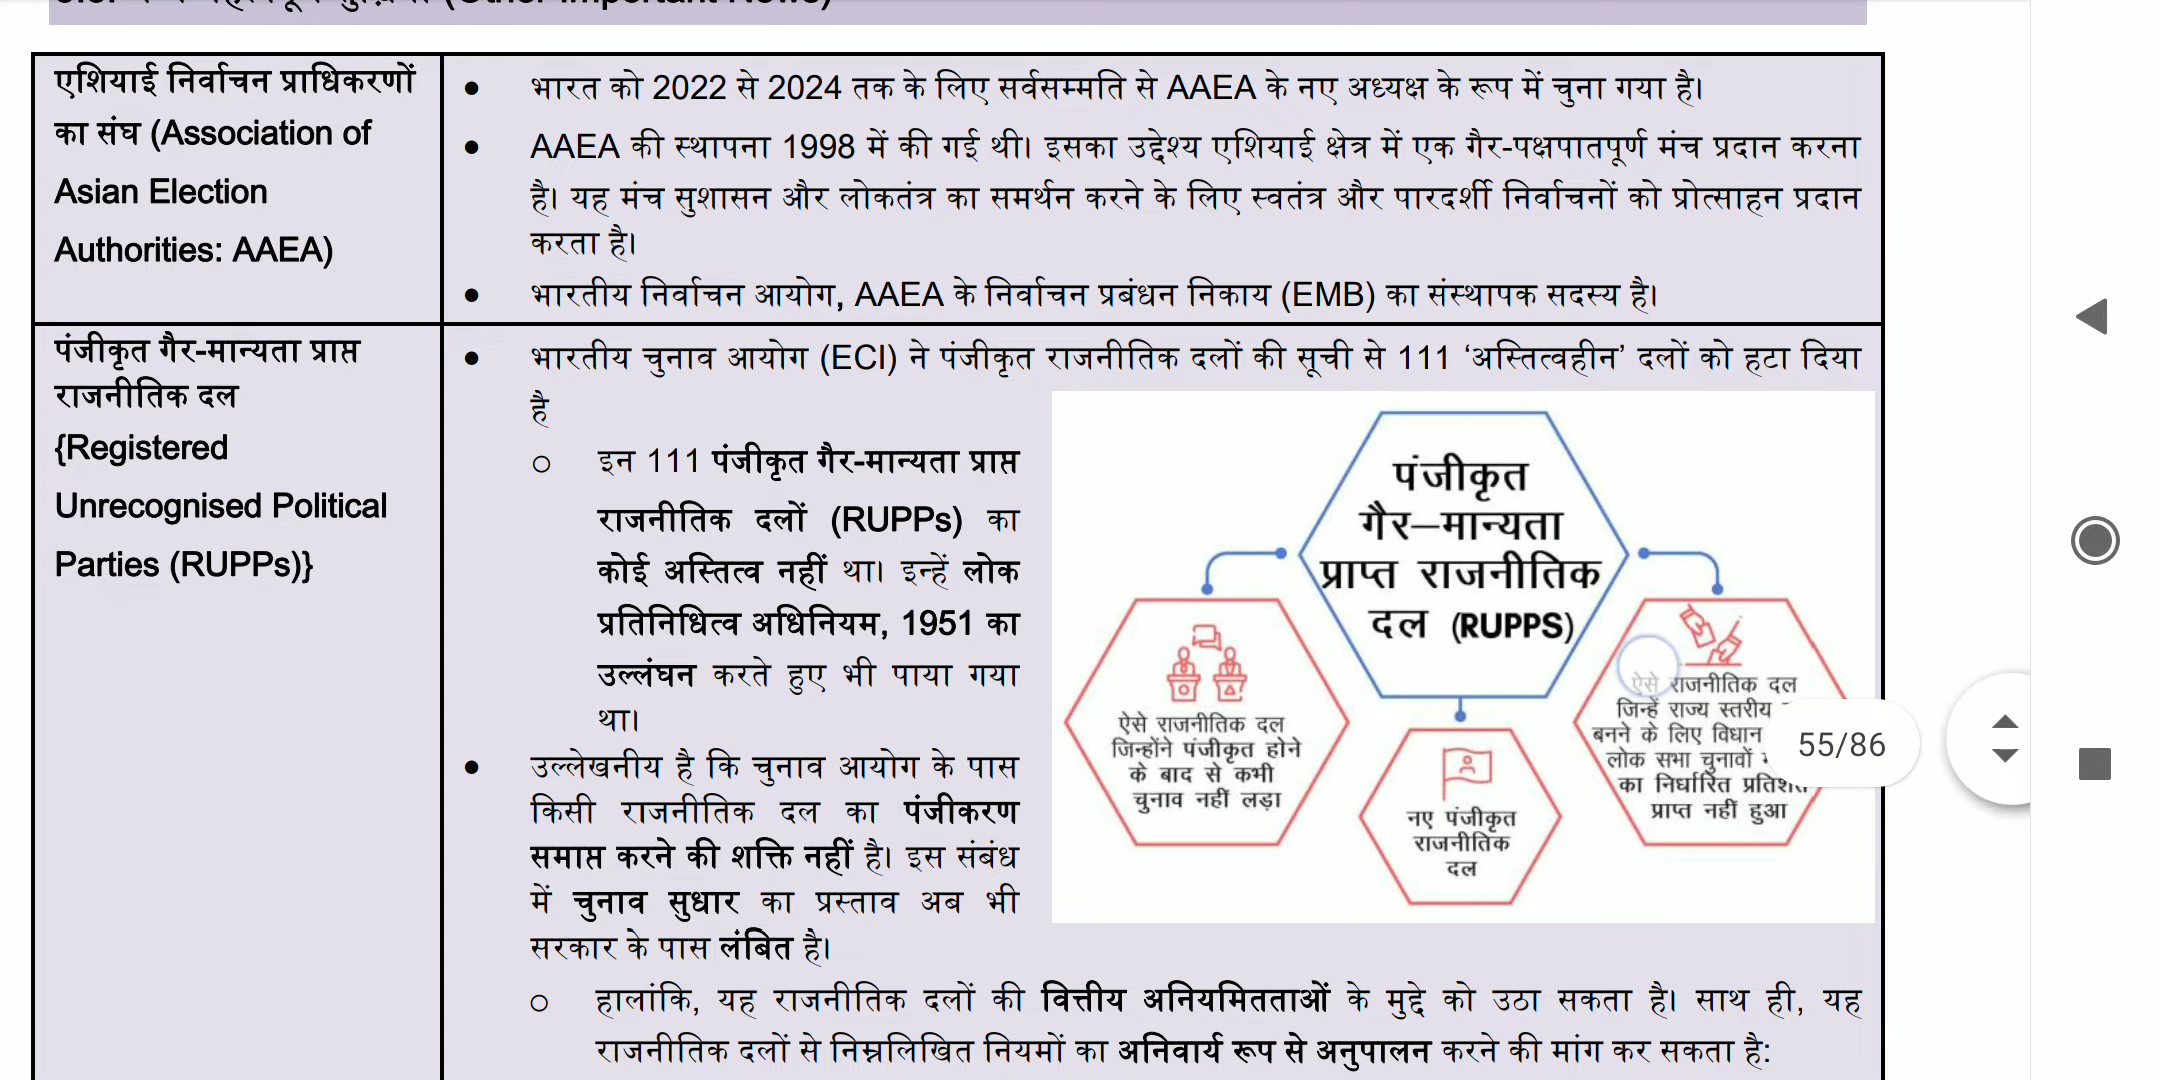 (Other Important News)
एशियाई निर्वाचन प्राधिकरणों
का संघ (Association of
Asian Election
Authorities: AAEA)
● भारत को 2022 से 2024 तक के लिए सर्वसम्मति से AAEA के नए अध्यक्ष के रूप में चुना गया है।
● AAEA की स्थापना 1998 में की गई थी। इसका उद्देश्य एशियाई क्षेत्र में एक गैर-पक्षपातपूर्ण मंच प्रदान करना
है। यह मंच सुशासन और लोकतंत्र का समर्थन करने के लिए स्वतंत्र और पारदर्शी निर्वाचनों को प्रोत्साहन प्रदान
करता है।
● भारतीय निर्वाचन आयोग, AAEA के निर्वाचन प्रबंधन निकाय (EMB) का संस्थापक सदस्य है।
पंजीकृत गैर-मान्यता प्राप्त
राजनीतिक दल
{Registered
Unrecognised Political
Parties (RUPPs)}
● भारतीय चुनाव आयोग (ECI) ने पंजीकृत राजनीतिक दलों की सूची से 111 ‘अस्तित्वहीन’ दलों को हटा दिया
है
○ इन 111 पंजीकृत गैर-मान्यता प्राप्त
राजनीतिक दलों (RUPPs) का
कोई अस्तित्व नहीं था। इन्हें लोक
प्रतिनिधित्व अधिनियम, 1951 का
उल्लंघन करते हुए भी पाया गया
था।
● उल्लेखनीय है कि चुनाव आयोग के पास
किसी राजनीतिक दल का पंजीकरण
समाप्त करने की शक्ति नहीं है। इस संबंध
में चुनाव सुधार का प्रस्ताव अब भी
सरकार के पास लंबित है।
पंजीकृत
गैर–मान्यता
प्राप्त राजनीतिक
दल (RUPPS)
ऐसे राजनीतिक दल
जिन्होंने पंजीकृत होने
के बाद से कभी
चुनाव नहीं लड़ा
नए पंजीकृत
राजनीतिक
दल
ऐसे राजनीतिक दल
जिन्हें राज्य स्तरीय
बनने के लिए विधान
लोक सभा चुनावों
का निर्धारित प्रतिशत
प्राप्त नहीं हुआ
55/86
○ हालांकि, यह राजनीतिक दलों की वित्तीय अनियमितताओं के मुद्दे को उठा सकता है। साथ ही, यह
राजनीतिक दलों से निम्नलिखित नियमों का अनिवार्य रूप से अनुपालन करने की मांग कर सकता है: